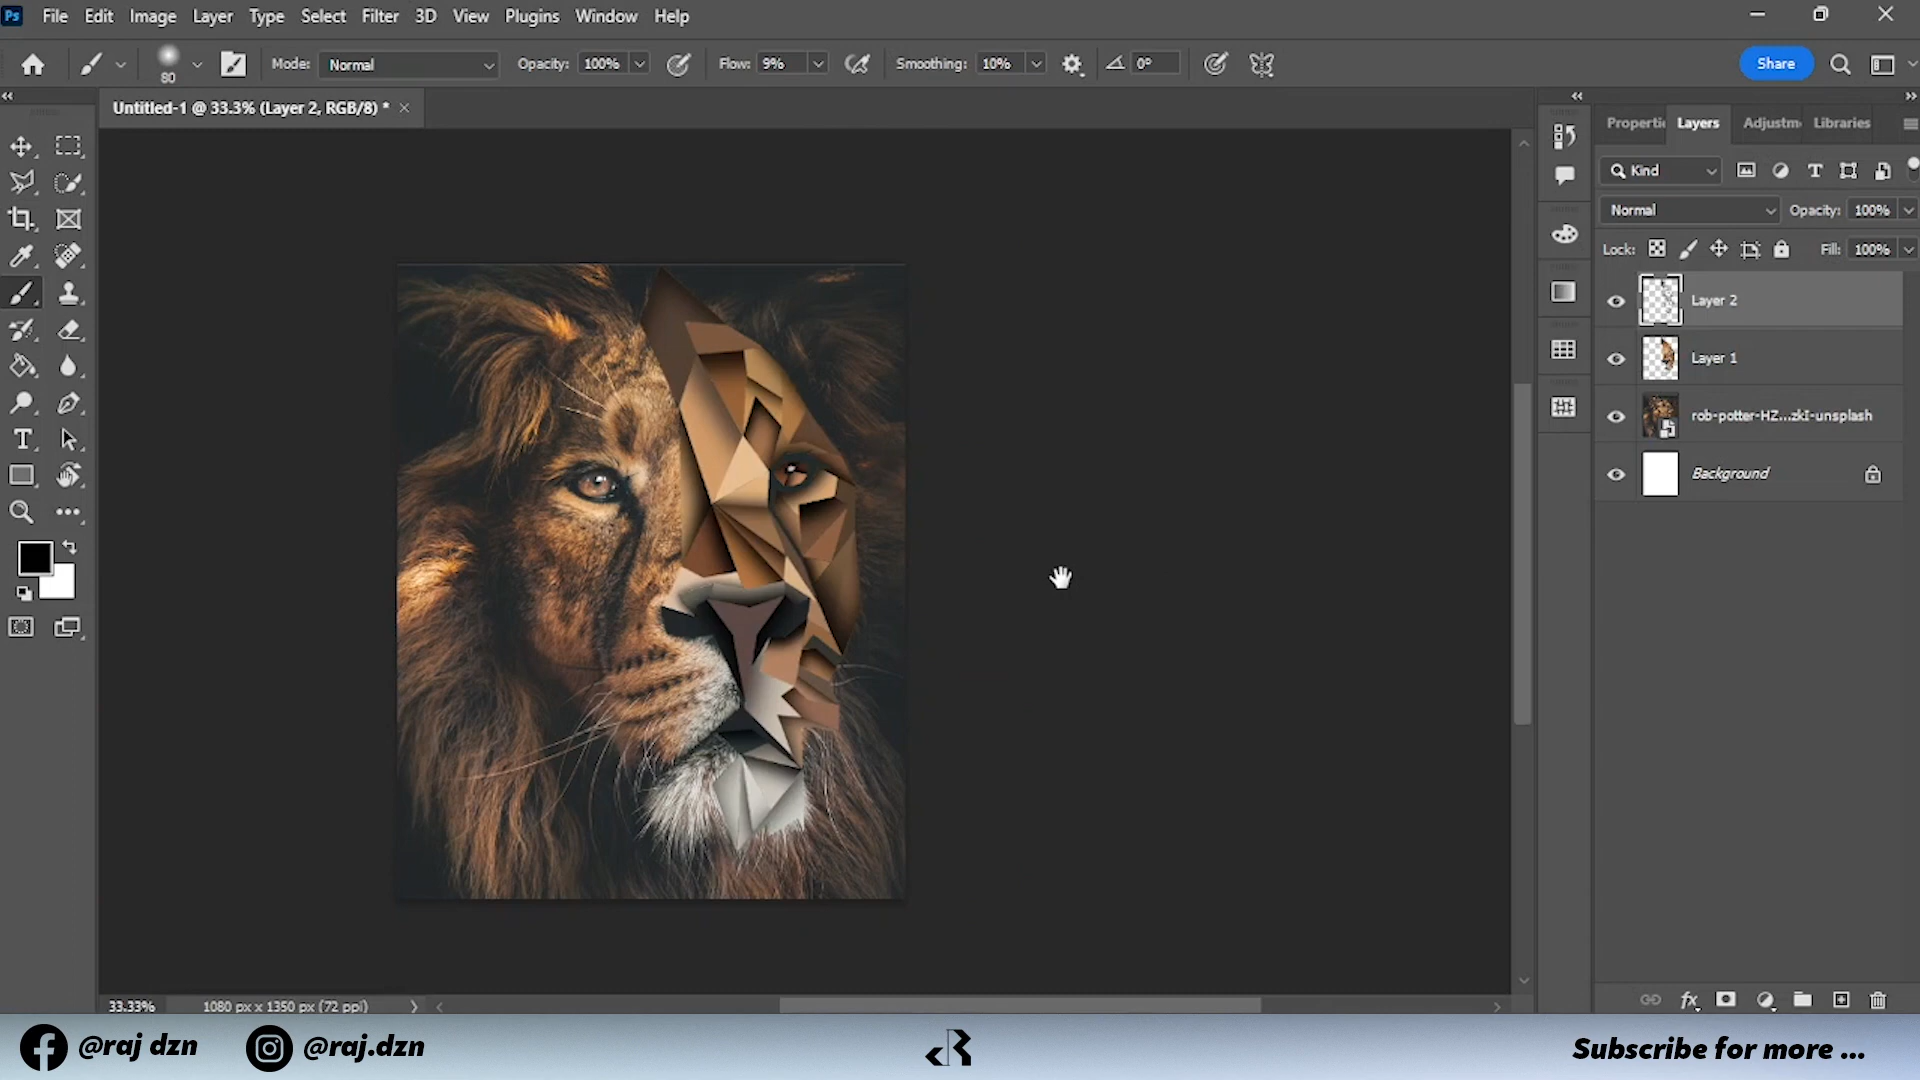 Ps File Edit Image Layer Type Select Filter 3D View Plugins Window Help
80 Mode: Normal Opacity: 100% Flow: 9% Smoothing: 10% 0° Share
Untitled-1 @ 33.3% (Layer 2, RGB/8) *
Properti Layers Adjustm Libraries
Kind
Normal Opacity: 100%
Lock: Fill: 100%
Layer 2
Layer 1
rob-potter-HZ...zkI-unsplash
Background
33.33% 1080 px x 1350 px (72 ppi)
@raj dzn @raj.dzn Subscribe for more ...